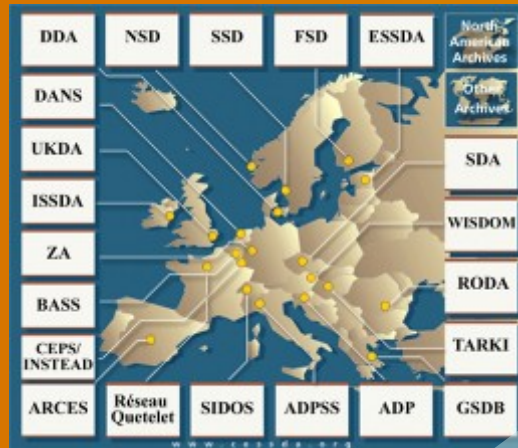 DDA
NSD
SSD
FSD
ESSDA
North
American
Archives
Other
Archives
DANS
UKDA
ISSDA
ZA
BASS
CEPS/
INSTEAD
SDA
WISDOM
RODA
TARKI
ARCES
Réseau
Quetelet
SIDOS
ADPSS
ADP
GSDB
www.cessda.org